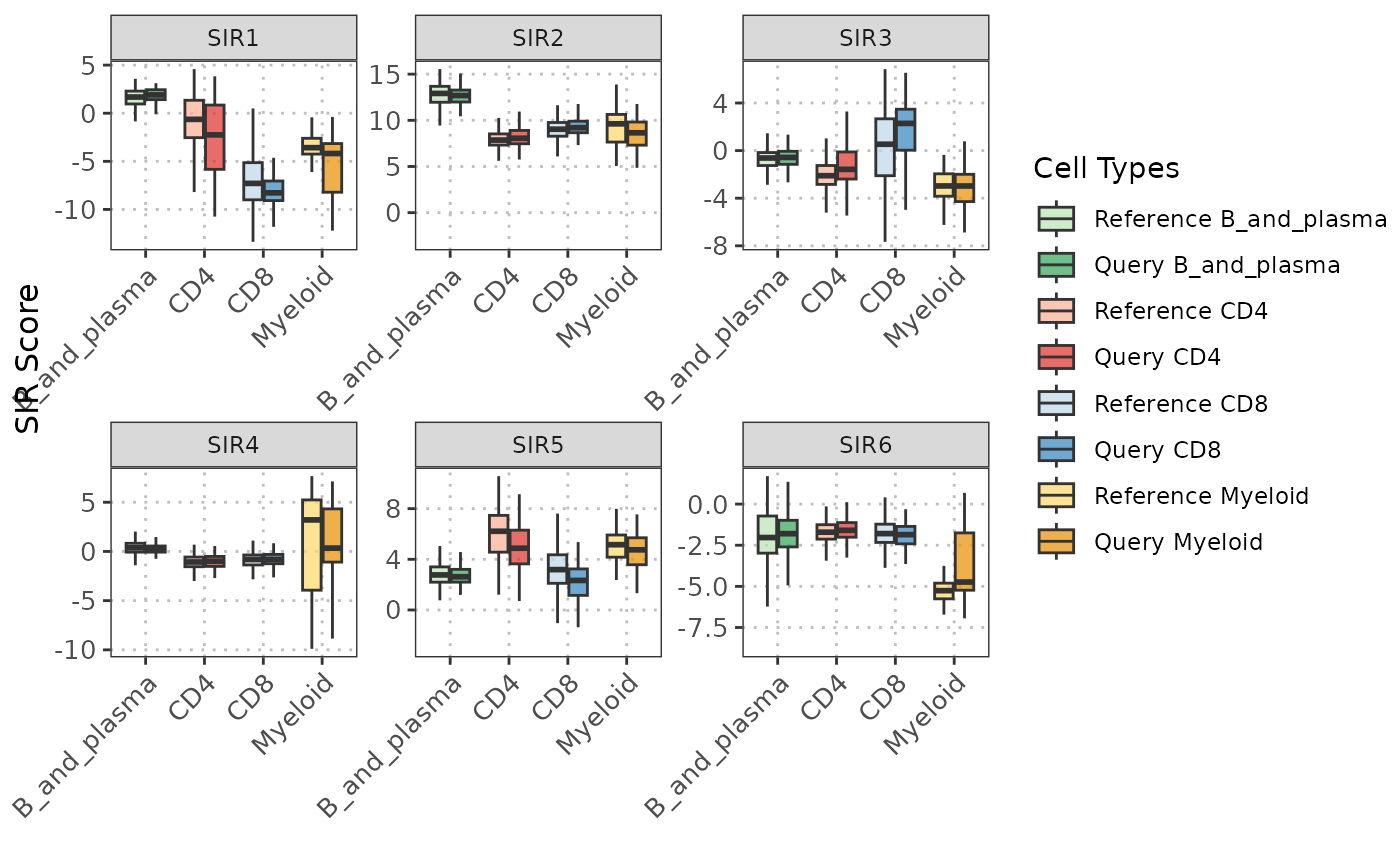 SIR1 SIR2 SIR3
5
0
-5
-10
15
10
5
0
4
0
-4
-8
B_and_plasma CD4 CD8 Myeloid
B_and_plasma CD4 CD8 Myeloid
B_and_plasma CD4 CD8 Myeloid
SIR Score
SIR4 SIR5 SIR6
5
0
-5
-10
8
4
0
0.0
-2.5
-5.0
-7.5
B_and_plasma CD4 CD8 Myeloid
B_and_plasma CD4 CD8 Myeloid
B_and_plasma CD4 CD8 Myeloid
Cell Types
Reference B_and_plasma
Query B_and_plasma
Reference CD4
Query CD4
Reference CD8
Query CD8
Reference Myeloid
Query Myeloid